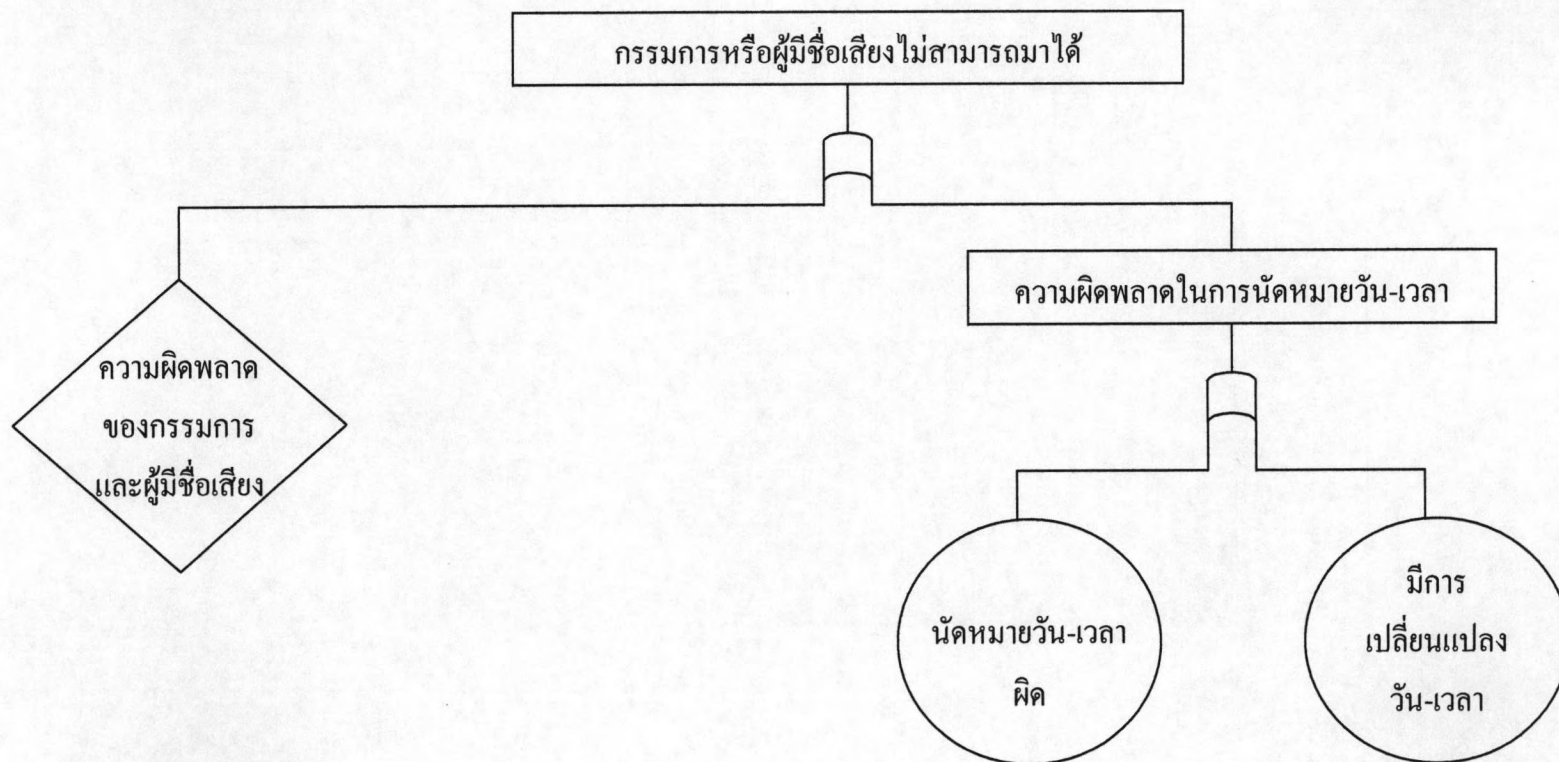 กรรมการหรือผู้มีชื่อเสียงไม่สามารถมาได้
ความผิดพลาดในการนัดหมายวัน-เวลา
ความผิดพลาด
ของกรรมการ
และผู้มีชื่อเสียง
นัดหมายวัน-เวลา
ผิด
มีการ
เปลี่ยนแปลง
วัน-เวลา